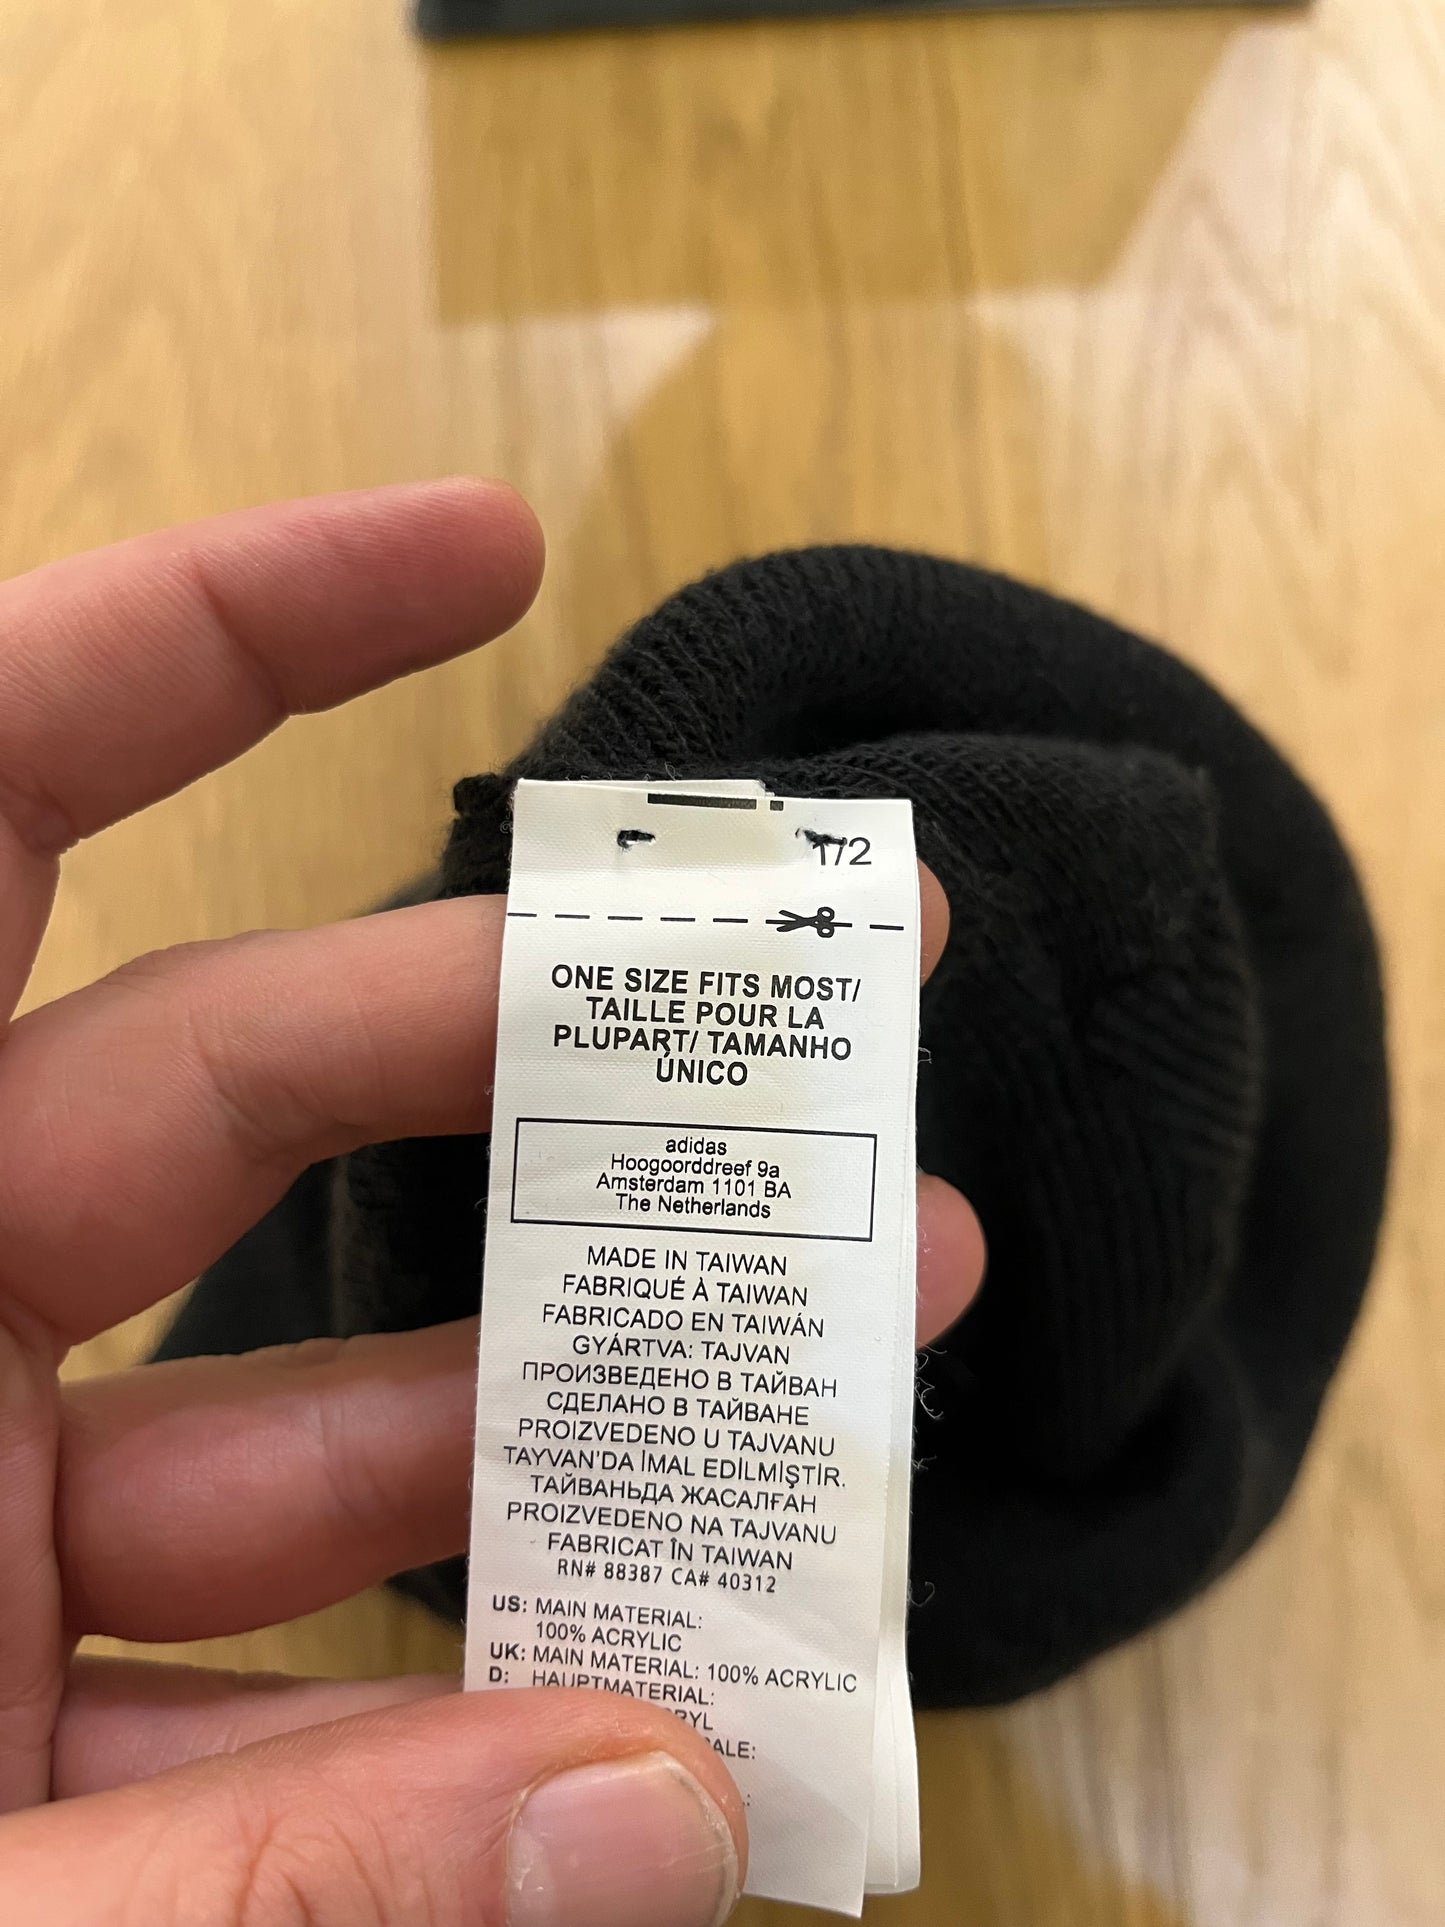 1/2
ONE SIZE FITS MOST/
TAILLE POUR LA
PLUPART/ TAMANHO
ÚNICO
adidas
Hoogoorddreef 9a
Amsterdam 1101 BA
The Netherlands
MADE IN TAIWAN
FABRIQUÉ À TAIWAN
FABRICADO EN TAIWÁN
GYÁRTVA: TAJVAN
ПРОИЗВЕДЕНО В ТАЙВАН
СДЕЛАНО В ТАЙВАНЕ
PROIZVEDENO U TAJVANU
TAYVAN'DA İMAL EDİLMİŞTİR.
ТАЙВАНЬДА ЖАСАЛҒАН
PROIZVEDENO NA TAJVANU
FABRICAT ÎN TAIWAN
RN# 88387 CA# 40312
US: MAIN MATERIAL:
100% ACRYLIC
UK: MAIN MATERIAL: 100% ACRYLIC
D: HAUPTMATERIAL: